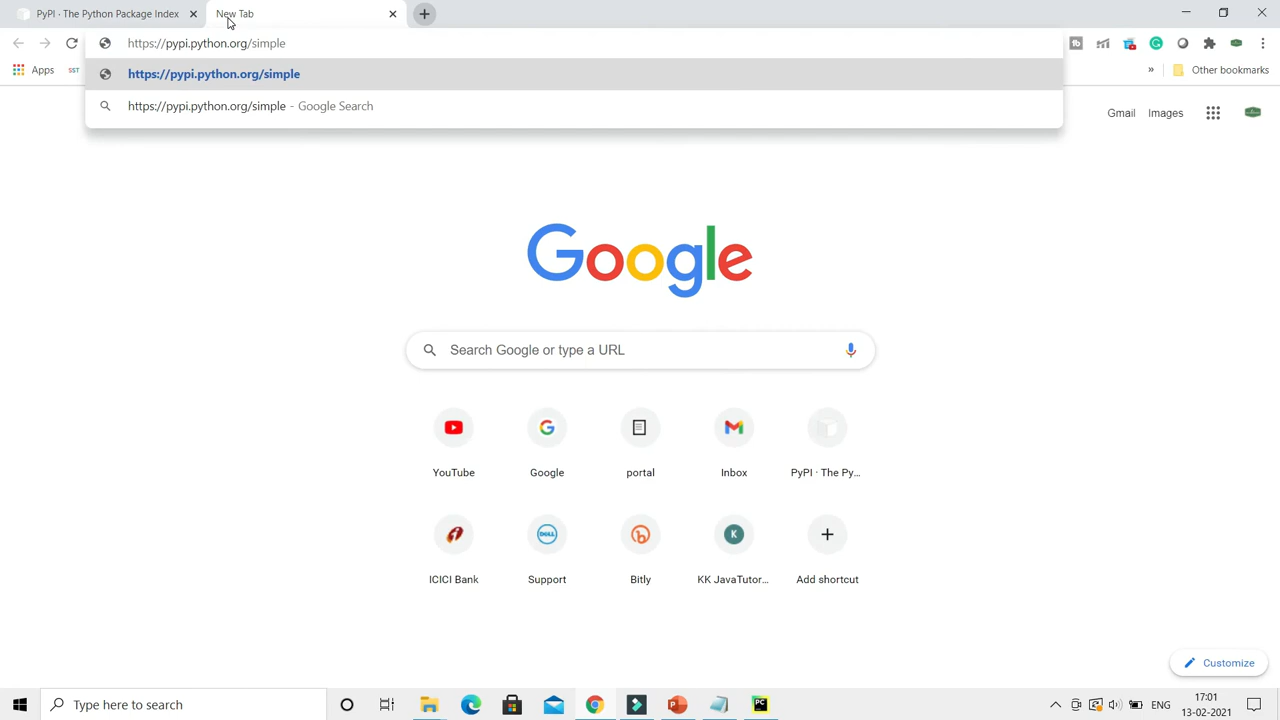 PyPI · The Python Package Index
New Tab
https://pypi.python.org/simple
https://pypi.python.org/simple
https://pypi.python.org/simple - Google Search
Apps
SST
»
Other bookmarks
Gmail
Images
Google
Search Google or type a URL
YouTube
Google
portal
Inbox
PyPI · The Py...
ICICI Bank
Support
Bitly
KK JavaTutor...
Add shortcut
Customize
Type here to search
ENG
17:01
13-02-2021